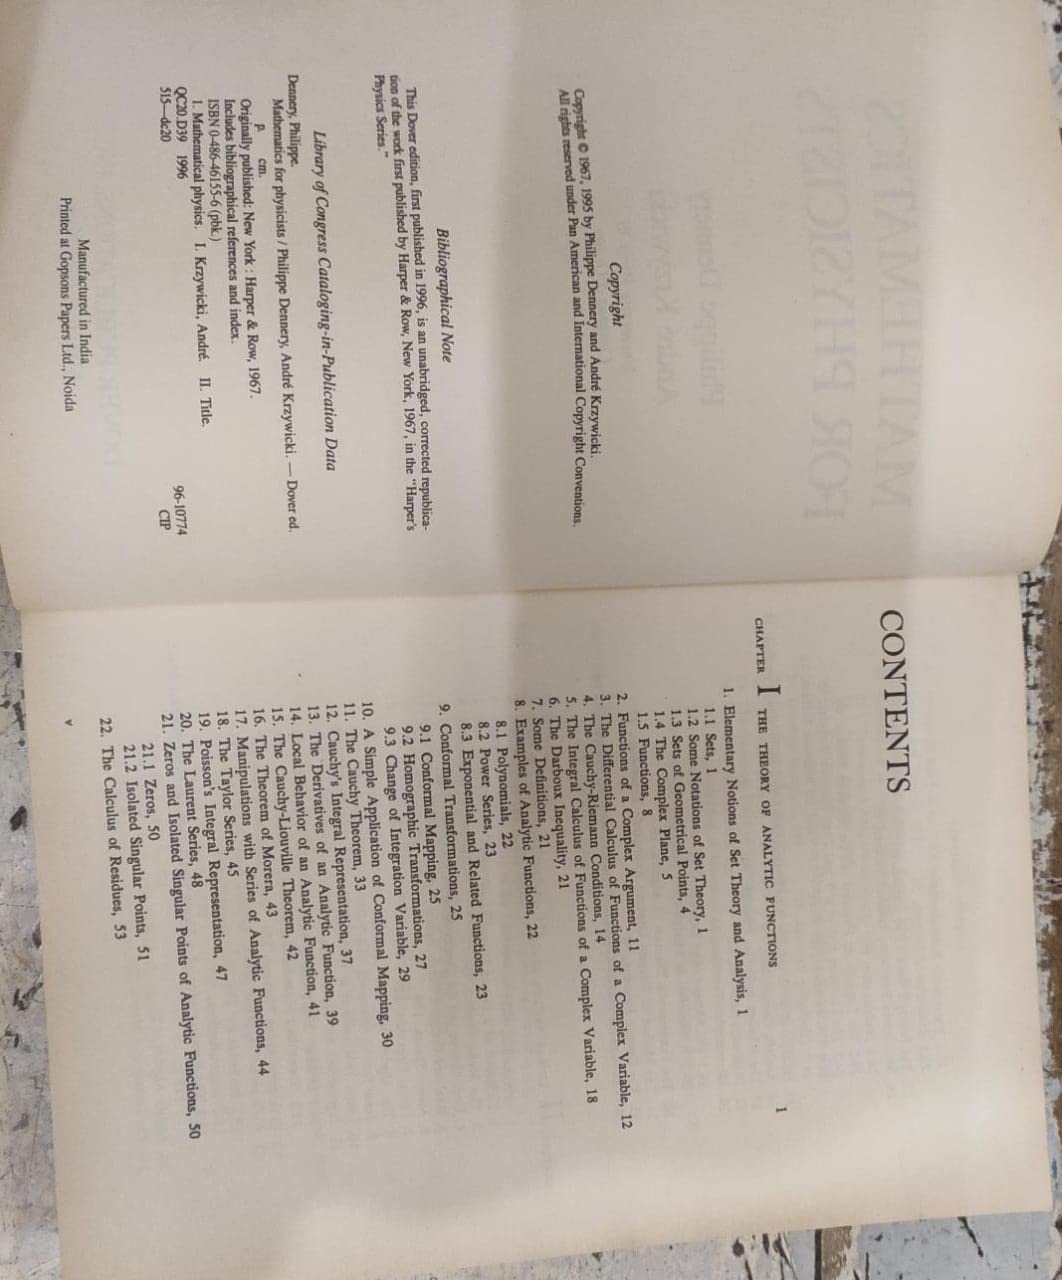 Copyright
Copyright © 1967, 1995 by Philippe Dennery and André Krzywicki.
All rights reserved under Pan American and International Copyright Conventions.
Bibliographical Note
This Dover edition, first published in 1996, is an unabridged, corrected republica-
tion of the work first published by Harper & Row, New York, 1967, in the "Harper's
Physics Series."
Library of Congress Cataloging-in-Publication Data
Dennery, Philippe.
Mathematics for physicists / Philippe Dennery, André Krzywicki. — Dover ed.
p. cm.
Originally published: New York : Harper & Row, 1967.
Includes bibliographical references and index.
ISBN 0-486-46155-6 (pbk.)
1. Mathematical physics. I. Krzywicki, André. II. Title.
QC20.D39 1996
515—dc20 96-10774
CIP
Manufactured in India
Printed at Gopsons Papers Ltd., Noida
CONTENTS
CHAPTER I THE THEORY OF ANALYTIC FUNCTIONS 1
1. Elementary Notions of Set Theory and Analysis, 1
1.1 Sets, 1
1.2 Some Notations of Set Theory, 1
1.3 Sets of Geometrical Points, 4
1.4 The Complex Plane, 5
1.5 Functions, 8
2. Functions of a Complex Argument, 11
3. The Differential Calculus of Functions of a Complex Variable, 12
4. The Cauchy-Riemann Conditions, 14
5. The Integral Calculus of Functions of a Complex Variable, 18
6. The Darboux Inequality, 21
7. Some Definitions, 21
8. Examples of Analytic Functions, 22
8.1 Polynomials, 22
8.2 Power Series, 23
8.3 Exponential and Related Functions, 23
9. Conformal Transformations, 25
9.1 Conformal Mapping, 25
9.2 Homographic Transformations, 27
9.3 Change of Integration Variable, 29
10. A Simple Application of Conformal Mapping, 30
11. The Cauchy Theorem, 33
12. Cauchy's Integral Representation, 37
13. The Derivatives of an Analytic Function, 39
14. Local Behavior of an Analytic Function, 41
15. The Cauchy-Liouville Theorem, 42
16. The Theorem of Morera, 43
17. Manipulations with Series of Analytic Functions, 44
18. The Taylor Series, 45
19. Poisson's Integral Representation, 47
20. The Laurent Series, 48
21. Zeros and Isolated Singular Points of Analytic Functions, 50
21.1 Zeros, 50
21.2 Isolated Singular Points, 51
22. The Calculus of Residues, 53
v